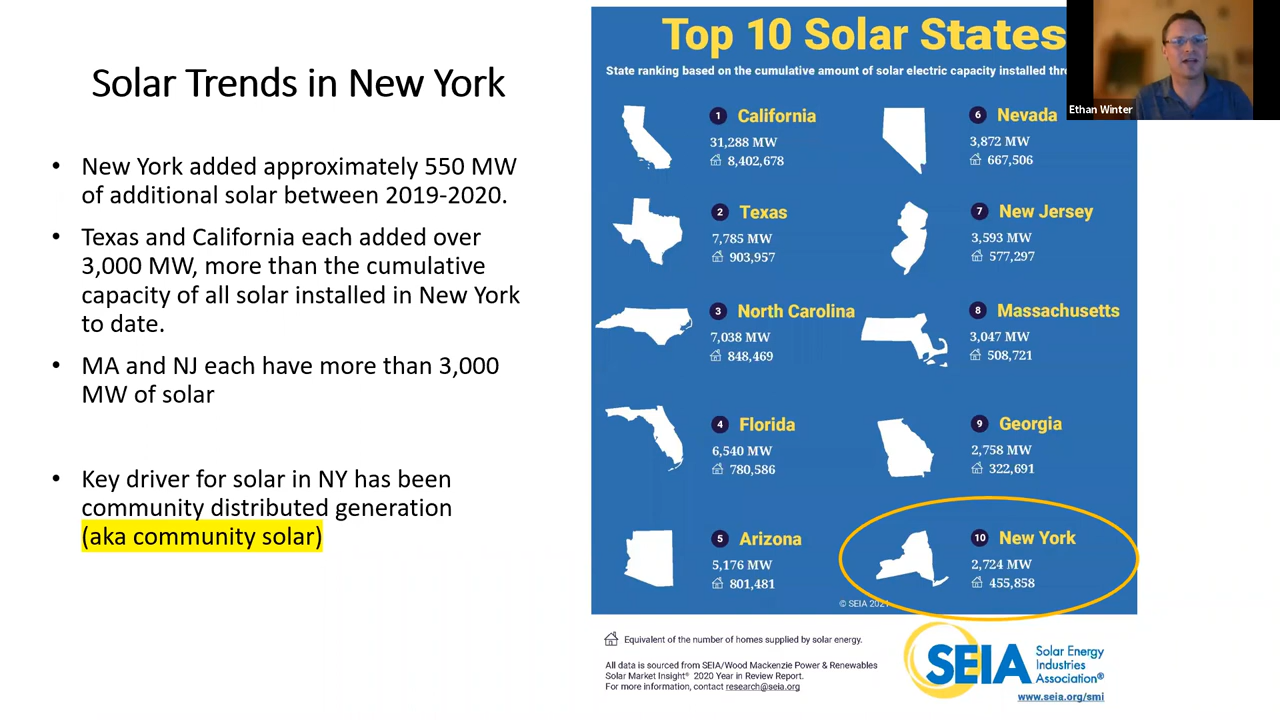 Solar Trends in New York
• New York added approximately 550 MW
of additional solar between 2019-2020.
• Texas and California each added over
3,000 MW, more than the cumulative
capacity of all solar installed in New York
to date.
• MA and NJ each have more than 3,000
MW of solar
• Key driver for solar in NY has been
community distributed generation
(aka community solar)
Top 10 Solar States
State ranking based on the cumulative amount of solar electric capacity installed
1 California
31,288 MW
8,402,678
2 Texas
7,785 MW
903,957
3 North Carolina
7,038 MW
848,469
4 Florida
6,540 MW
780,586
5 Arizona
5,176 MW
801,481
6 Nevada
3,872 MW
667,506
7 New Jersey
3,593 MW
577,297
8 Massachusetts
3,047 MW
508,721
9 Georgia
2,758 MW
322,691
10 New York
2,724 MW
455,858
© SEIA
Equivalent of the number of homes supplied by solar energy.
All data is sourced from SEIA/Wood Mackenzie Power & Renewables
Solar Market Insight® 2020 Year in Review Report.
For more information, contact research@seia.org
SEIA
Solar Energy
Industries
Association®
www.seia.org/smi
Ethan Winter